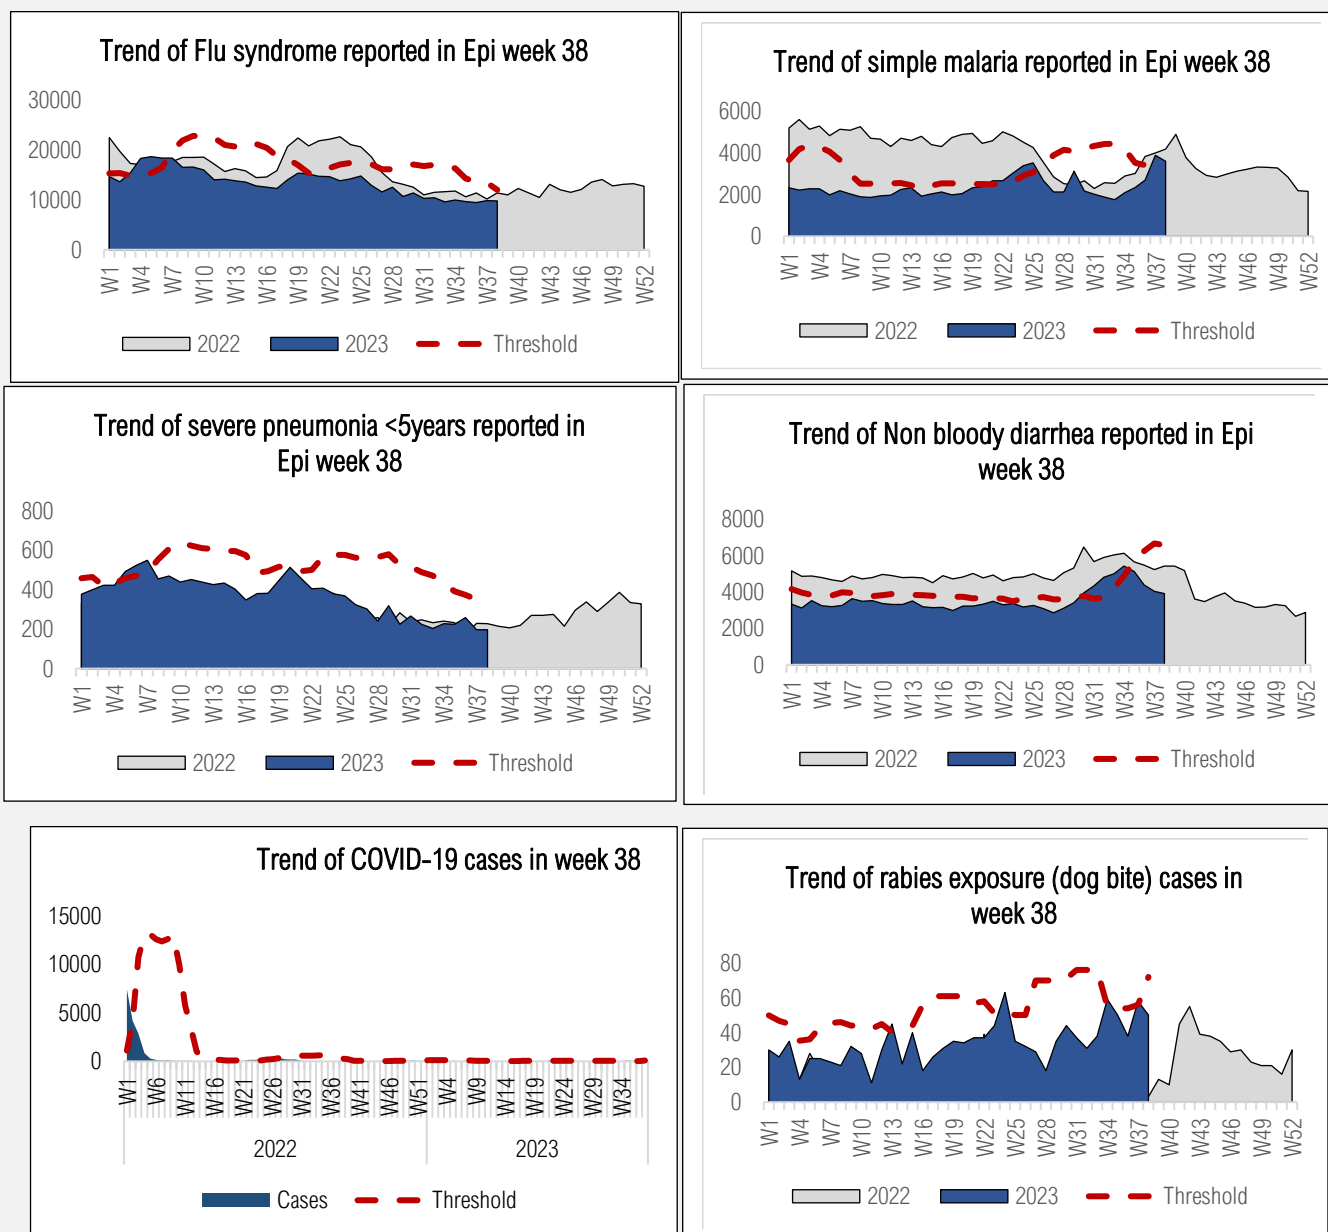 Trend of Flu syndrome reported in Epi week 38
30000
20000
10000
0
W1 W4 W7 W10 W13 W16 W19 W22 W25 W28 W31 W34 W37 W40 W43 W46 W49 W52
2022 2023 Threshold
Trend of simple malaria reported in Epi week 38
6000
4000
2000
0
W1 W4 W7 W10 W13 W16 W19 W22 W25 W28 W31 W34 W37 W40 W43 W46 W49 W52
2022 2023 Threshold
Trend of severe pneumonia <5years reported in
Epi week 38
800
600
400
200
0
W1 W4 W7 W10 W13 W16 W19 W22 W25 W28 W31 W34 W37 W40 W43 W46 W49 W52
2022 2023 Threshold
Trend of Non bloody diarrhea reported in Epi
week 38
8000
6000
4000
2000
0
W1 W4 W7 W10 W13 W16 W19 W22 W25 W28 W31 W34 W37 W40 W43 W46 W49 W52
2022 2023 Threshold
Trend of COVID-19 cases in week 38
15000
10000
5000
0
W1 W6 W11 W16 W21 W26 W31 W36 W41 W46 W51 W4 W9 W14 W19 W24 W29 W34
2022 2023
Cases Threshold
Trend of rabies exposure (dog bite) cases in
week 38
80
60
40
20
0
W1 W4 W7 W10 W13 W16 W19 W22 W25 W28 W31 W34 W37 W40 W43 W46 W49 W52
2022 2023 Threshold